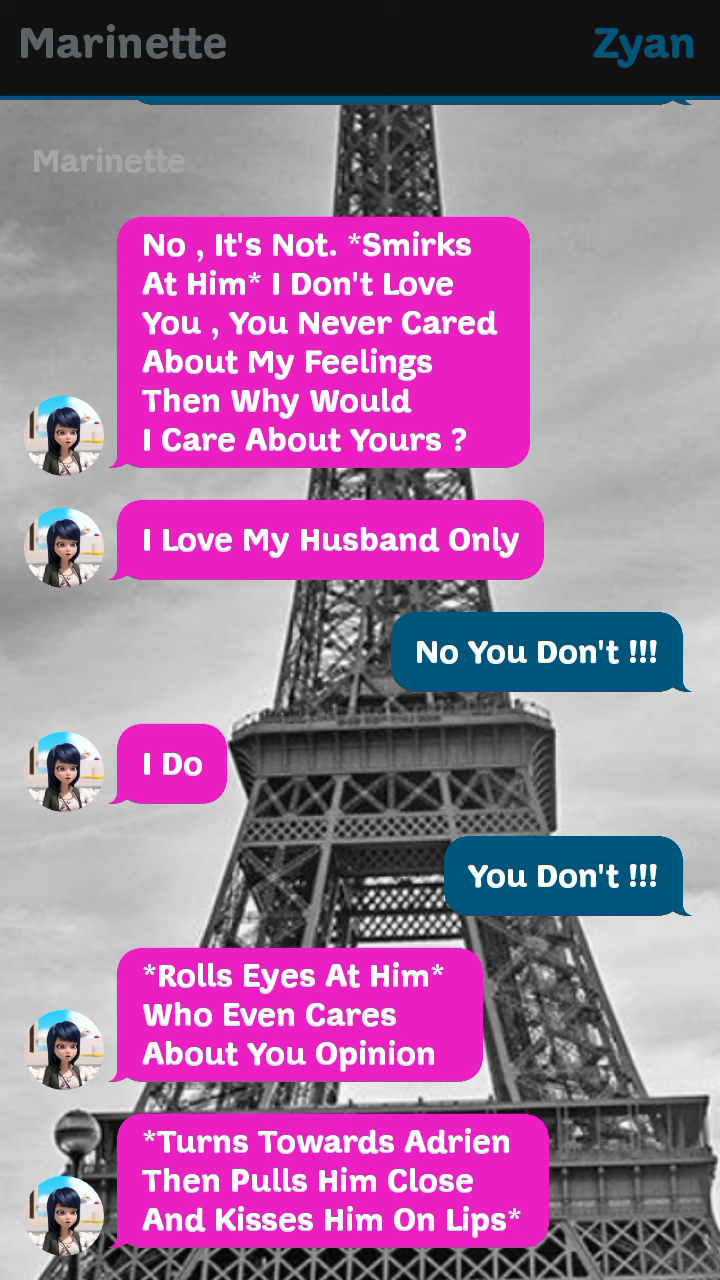 Marinette
Zyan
Marinette
No , It's Not. *Smirks
At Him* I Don't Love
You , You Never Cared
About My Feelings
Then Why Would
I Care About Yours ?
I Love My Husband Only
No You Don't !!!
I Do
You Don't !!!
*Rolls Eyes At Him*
Who Even Cares
About You Opinion
*Turns Towards Adrien
Then Pulls Him Close
And Kisses Him On Lips*